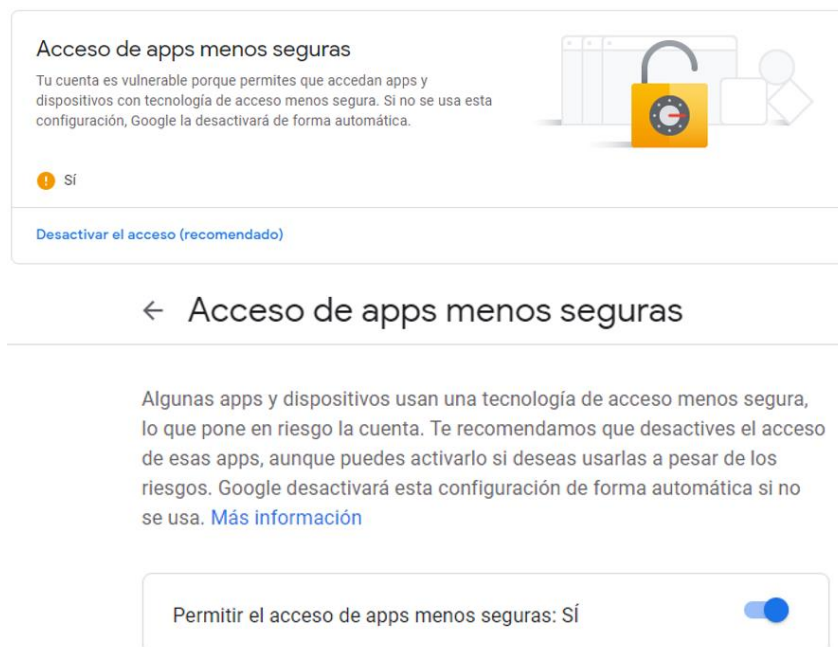 Acceso de apps menos seguras
Tu cuenta es vulnerable porque permites que accedan apps y
dispositivos con tecnología de acceso menos segura. Si no se usa esta
configuración, Google la desactivará de forma automática.
Sí
Desactivar el acceso (recomendado)
Acceso de apps menos seguras
Algunas apps y dispositivos usan una tecnología de acceso menos segura,
lo que pone en riesgo la cuenta. Te recomendamos que desactives el acceso
de esas apps, aunque puedes activarlo si deseas usarlas a pesar de los
riesgos. Google desactivará esta configuración de forma automática si no
se usa. Más información
Permitir el acceso de apps menos seguras: SÍ